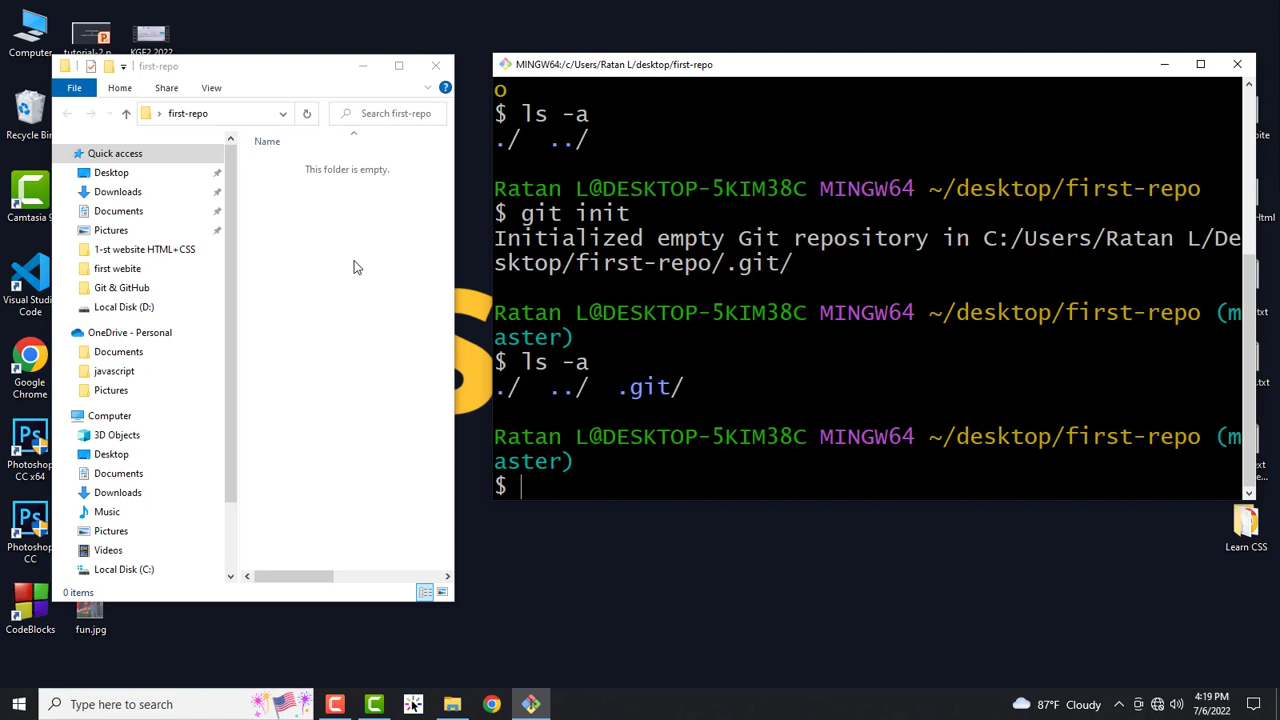 Computer
tutorial-2.p
KGF2 2022
Recycle Bin
Camtasia 9
Visual Studio
Code
Google
Chrome
Photoshop
CC x64
Photoshop
CC
CodeBlocks
fun.jpg
first-repo
File
Home
Share
View
first-repo
Search first-repo
Quick access
Desktop
Downloads
Documents
Pictures
1-st website HTML+CSS
first webite
Git & GitHub
Local Disk (D:)
OneDrive - Personal
Documents
javascript
Pictures
Computer
3D Objects
Desktop
Documents
Downloads
Music
Pictures
Videos
Local Disk (C:)
Name
This folder is empty.
0 items
MINGW64:/c/Users/Ratan L/desktop/first-repo
o
$ ls -a
./ ../
Ratan L@DESKTOP-5KIM38C MINGW64 ~/desktop/first-repo
$ git init
Initialized empty Git repository in C:/Users/Ratan L/De
sktop/first-repo/.git/
Ratan L@DESKTOP-5KIM38C MINGW64 ~/desktop/first-repo (m
aster)
$ ls -a
./ ../ .git/
Ratan L@DESKTOP-5KIM38C MINGW64 ~/desktop/first-repo (m
aster)
$
Learn CSS
Type here to search
87°F Cloudy
4:19 PM
7/6/2022